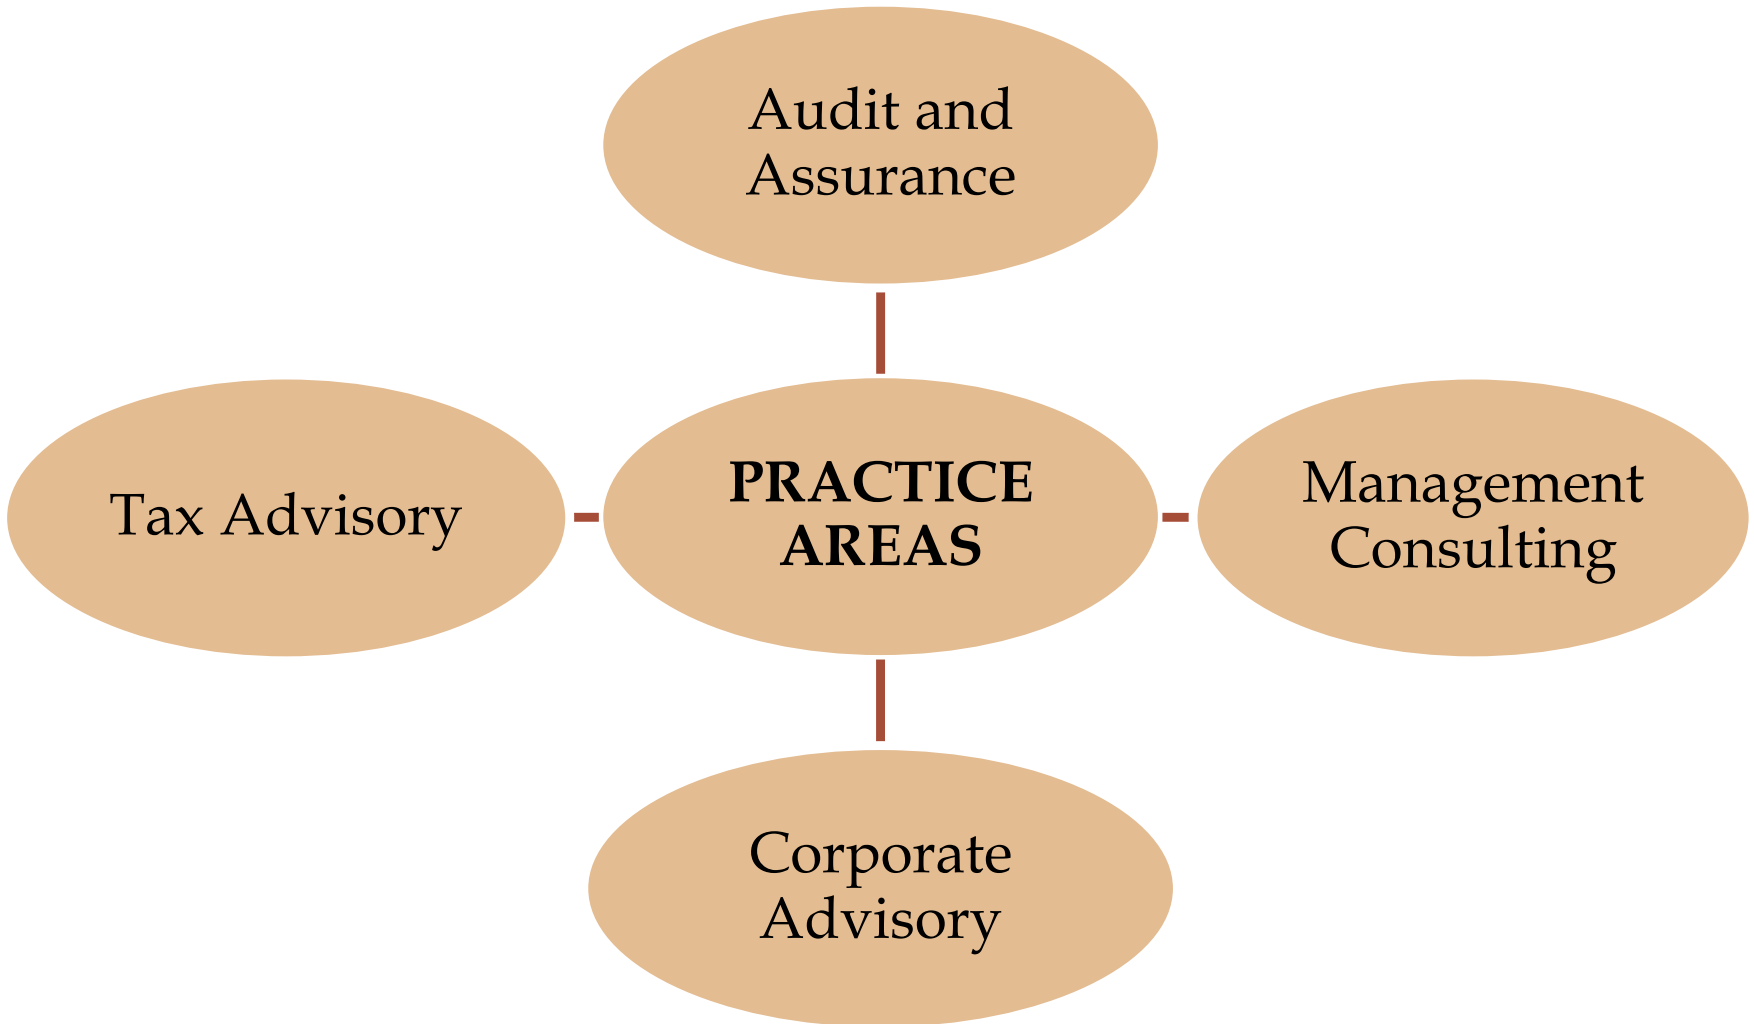 Audit and
Assurance
Tax Advisory
PRACTICE
AREAS
Management
Consulting
Corporate
Advisory